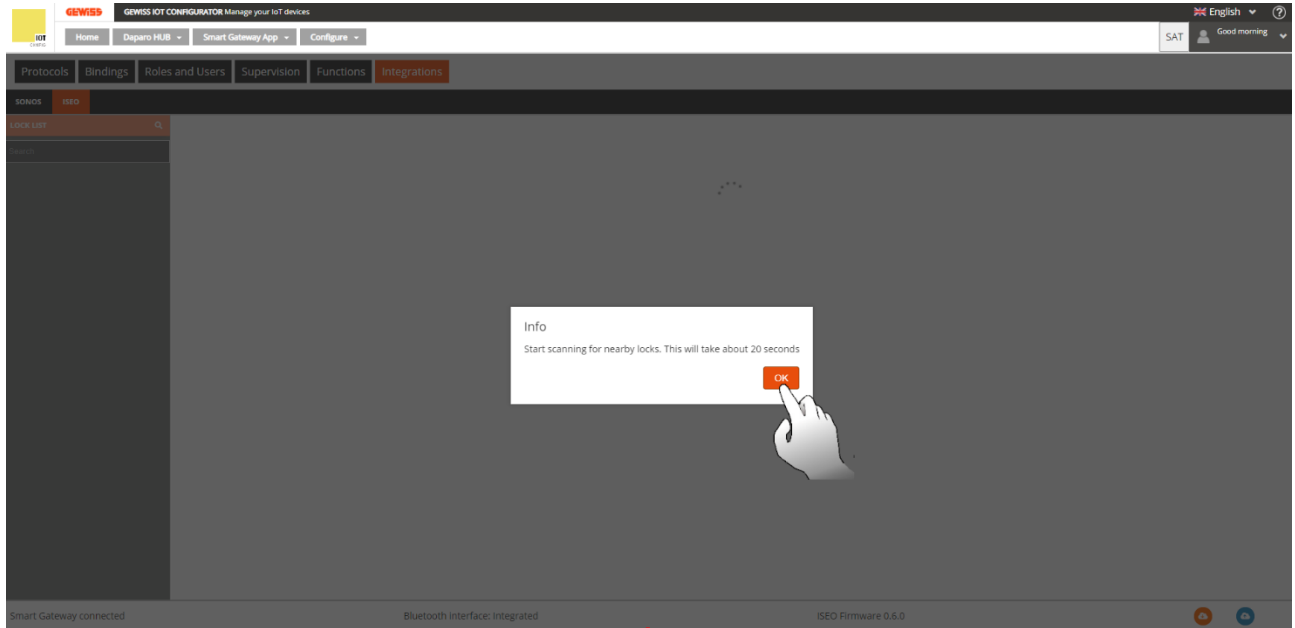 GEWISS GEWISS IOT CONFIGURATOR Manage your IoT devices English ?
IOT Home Daparo HUB Smart Gateway App Configure SAT Good morning
Protocols Bindings Roles and Users Supervision Functions Integrations
SONOS ISEO
LOCK LIST
Search
Info
Start scanning for nearby locks. This will take about 20 seconds
OK
Smart Gateway connected Bluetooth interface: Integrated ISEO Firmware 0.6.0